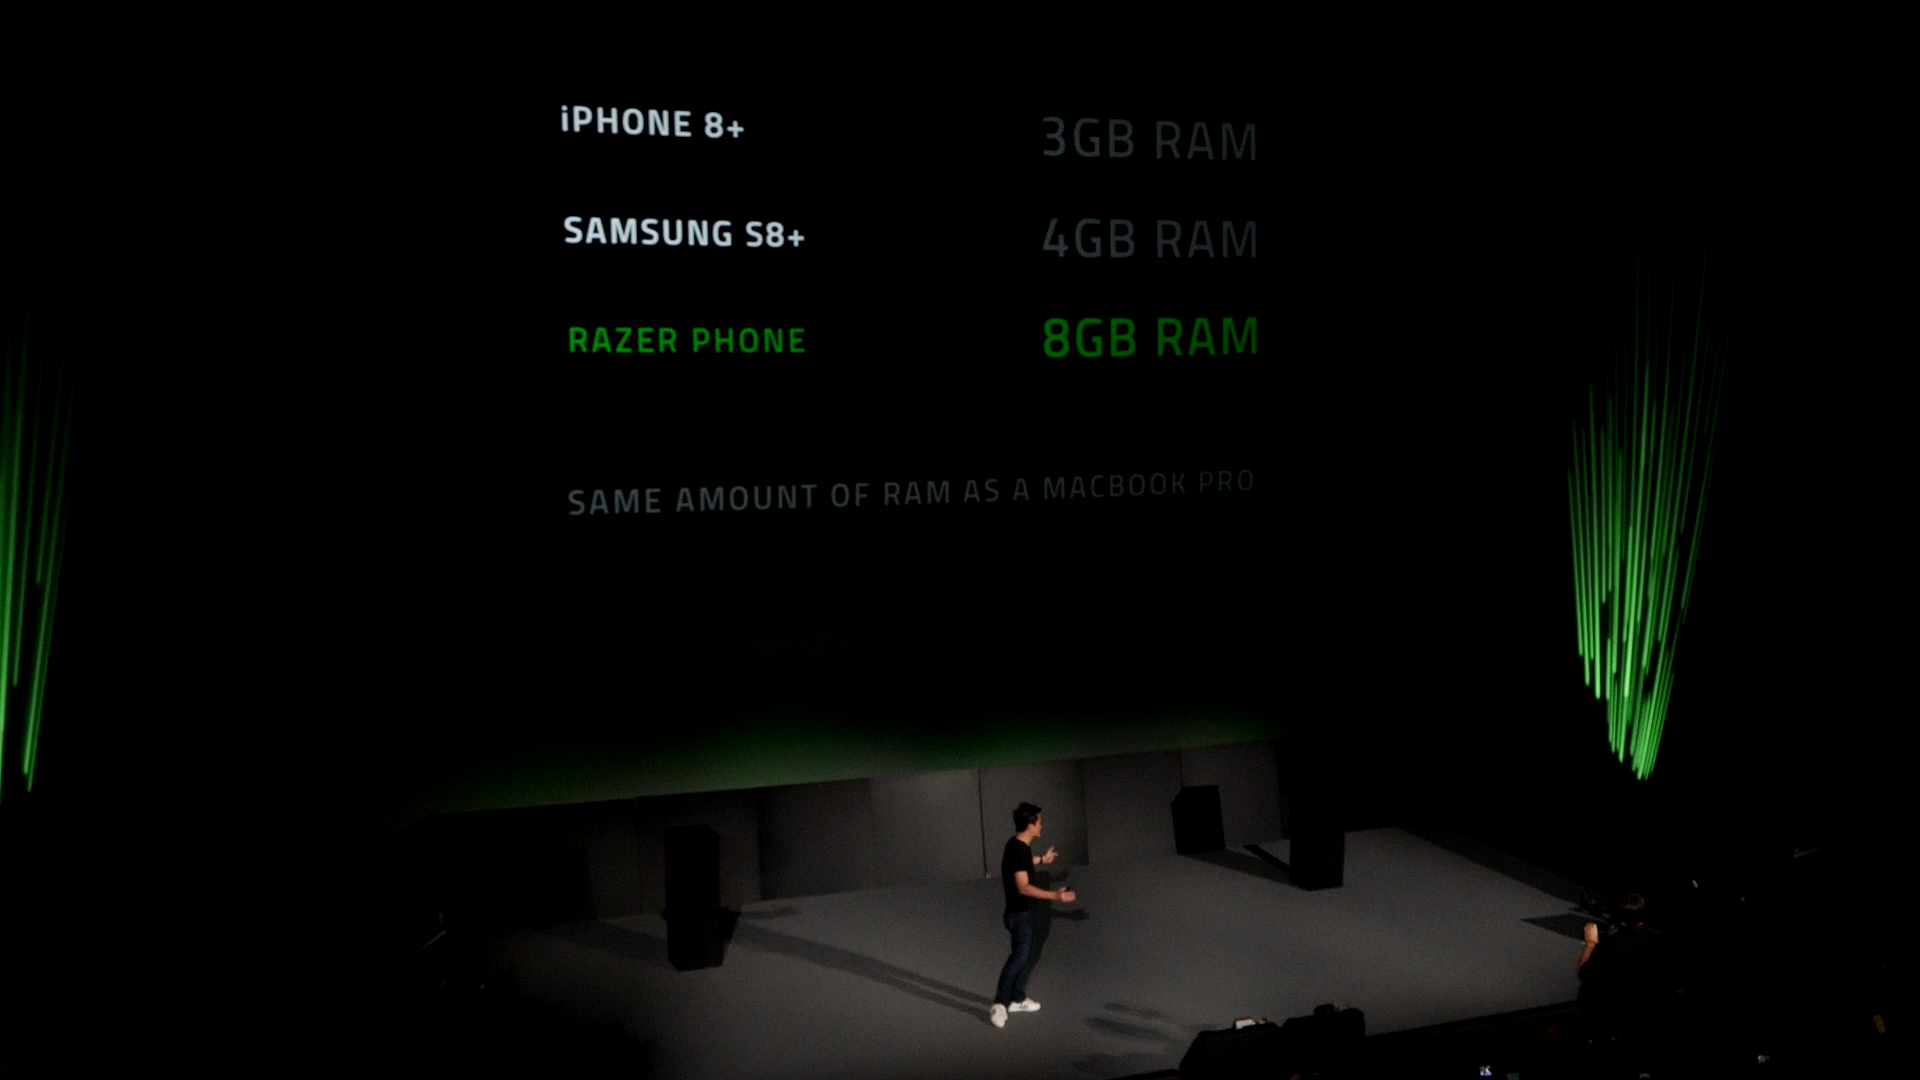 iPHONE 8+ 3GB RAM
SAMSUNG S8+ 4GB RAM
RAZER PHONE 8GB RAM
SAME AMOUNT OF RAM AS A MACBOOK PRO